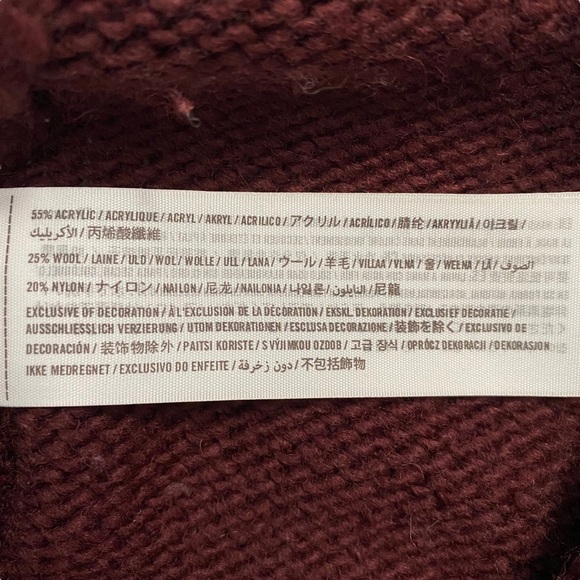 55% ACRYLIC / ACRYLIQUE / ACRYL / AKRYL / ACRILICO / アクリル / ACRÍLICO / 腈纶 / AKRYYLIÄ / 아크릴 /
الأكريليك / 丙烯酸纖維
25% WOOL / LAINE / ULD / WOL / WOLLE / ULL / LANA / ウール / 羊毛 / VILLAA / VLNA / 울 / WEŁNA / LÃ / الصوف
20% NYLON / ナイロン / NAILON / 尼龙 / NAILONIA / 나일론 / النايلون / 尼龍
EXCLUSIVE OF DECORATION / À L'EXCLUSION DE LA DÉCORATION / EKSKL. DEKORATION / EXCLUSIEF DECORATIE /
AUSSCHLIESSLICH VERZIERUNG / UTOM DEKORATIONEN / ESCLUSA DECORAZIONE / 装飾を除く / EXCLUSIVO DE
DECORACIÓN / 装饰物除外 / PAITSI KORISTE / S VÝJIMKOU OZDOB / 고급 장식 / OPRÓCZ DEKORACJI / DEKORASJON
IKKE MEDREGNET / EXCLUSIVO DO ENFEITE / دون زخرفة / 不包括飾物